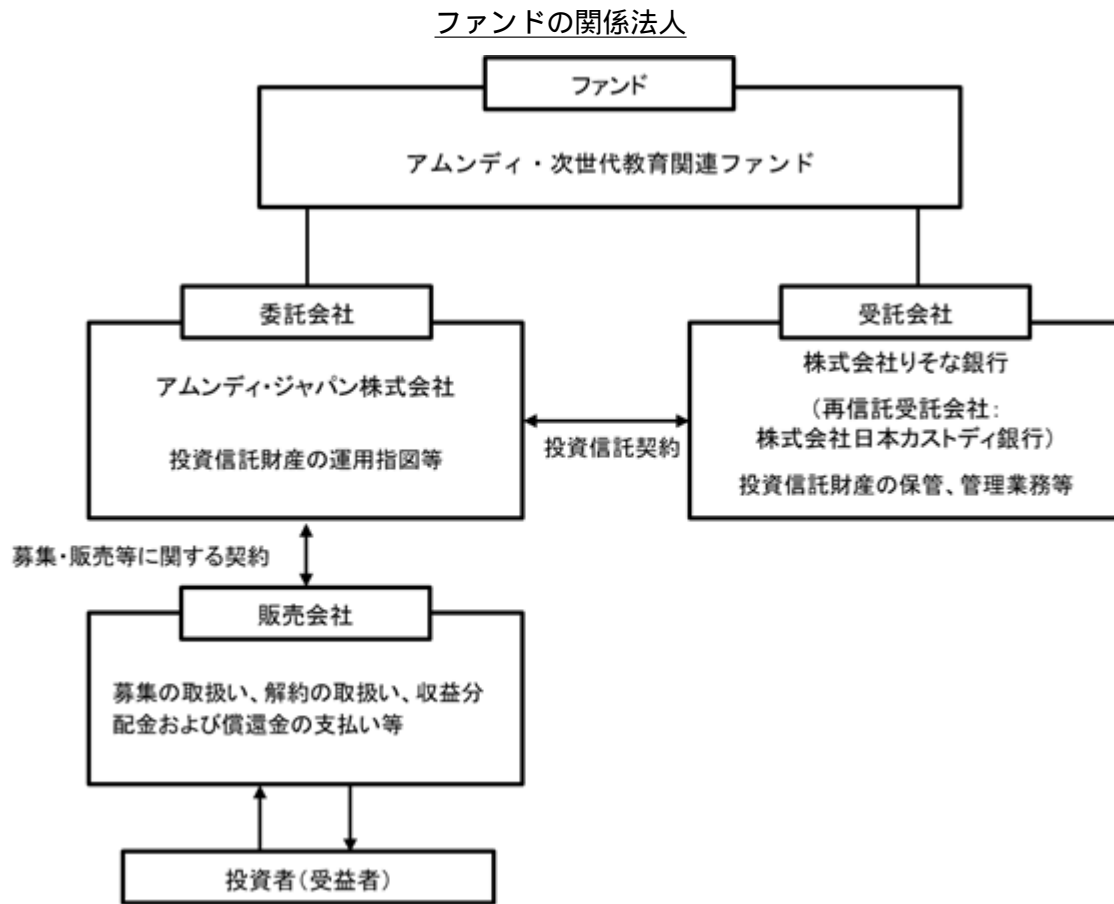 ファンドの関係法人
ファンド
アムンディ・次世代教育関連ファンド
委託会社
アムンディ・ジャパン株式会社
投資信託財産の運用指図等
投資信託契約
受託会社
株式会社りそな銀行
（再信託受託会社：
株式会社日本カストディ銀行）
投資信託財産の保管、管理業務等
募集・販売等に関する契約
販売会社
募集の取扱い、解約の取扱い、収益分
配金および償還金の支払い等
投資者（受益者）